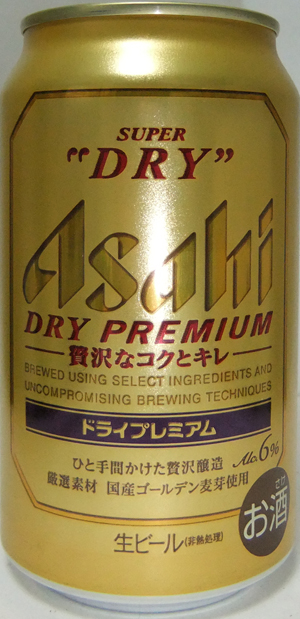 SUPER
"DRY"
Asahi
DRY PREMIUM
贅沢なコクとキレ
BREWED USING SELECT INGREDIENTS AND
UNCOMPROMISING BREWING TECHNIQUES
ドライプレミアム
ひと手間かけた贅沢醸造
厳選素材 国産ゴールデン麦芽使用
Alc.6%
さけ
お酒
生ビール(非熱処理)